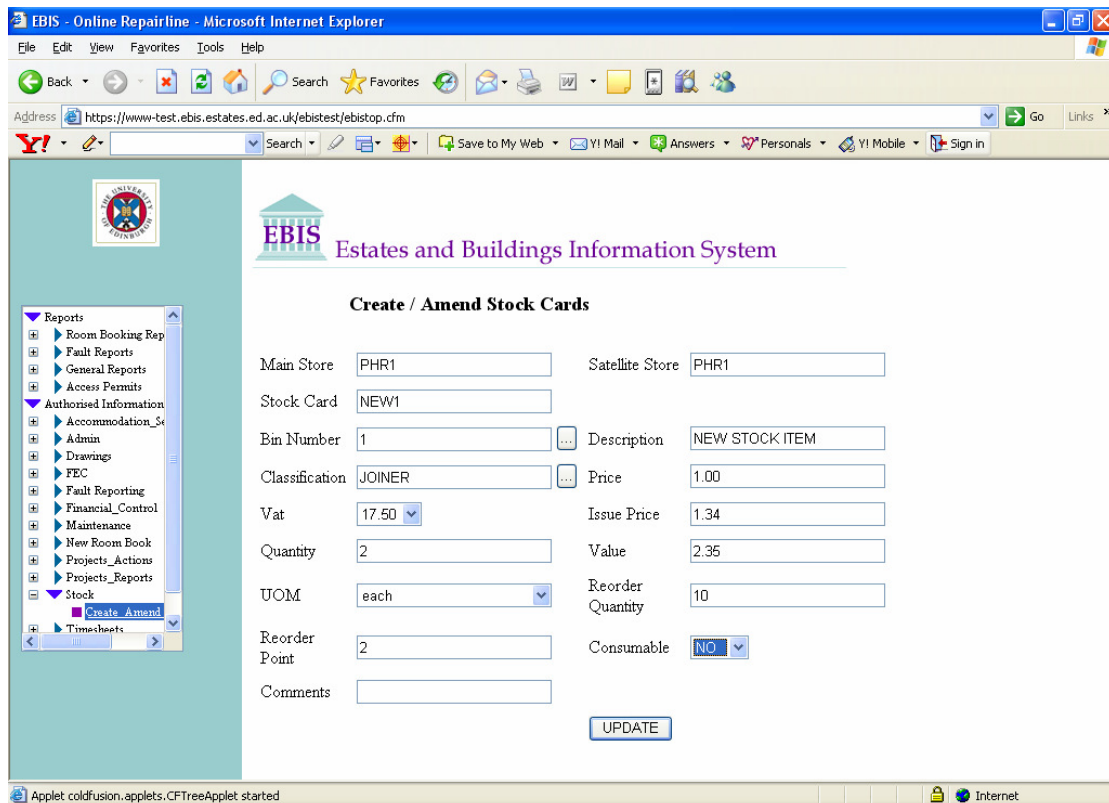 EBIS - Online Repairline - Microsoft Internet Explorer
File Edit View Favorites Tools Help
Back Search Favorites
Address https://www-test.ebis.estates.ed.ac.uk/ebistest/ebistop.cfm Go Links »
Y! Search Save to My Web Y! Mail Answers Personals Y! Mobile Sign in
THE UNIVERSITY OF EDINBURGH
EBIS Estates and Buildings Information System
Create / Amend Stock Cards
Reports
Room Booking Rep
Fault Reports
General Reports
Access Permits
Authorised Information
Accommodation_Se
Admin
Drawings
FEC
Fault Reporting
Financial_Control
Maintenance
New Room Book
Projects_Actions
Projects_Reports
Stock
Create_Amend_
Timesheets
Main Store PHR1 Satellite Store PHR1
Stock Card NEW1
Bin Number 1 ... Description NEW STOCK ITEM
Classification JOINER ... Price 1.00
Vat 17.50 Issue Price 1.34
Quantity 2 Value 2.35
UOM each Reorder Quantity 10
Reorder Point 2 Consumable NO
Comments
UPDATE
Applet coldfusion.applets.CFTreeApplet started Internet